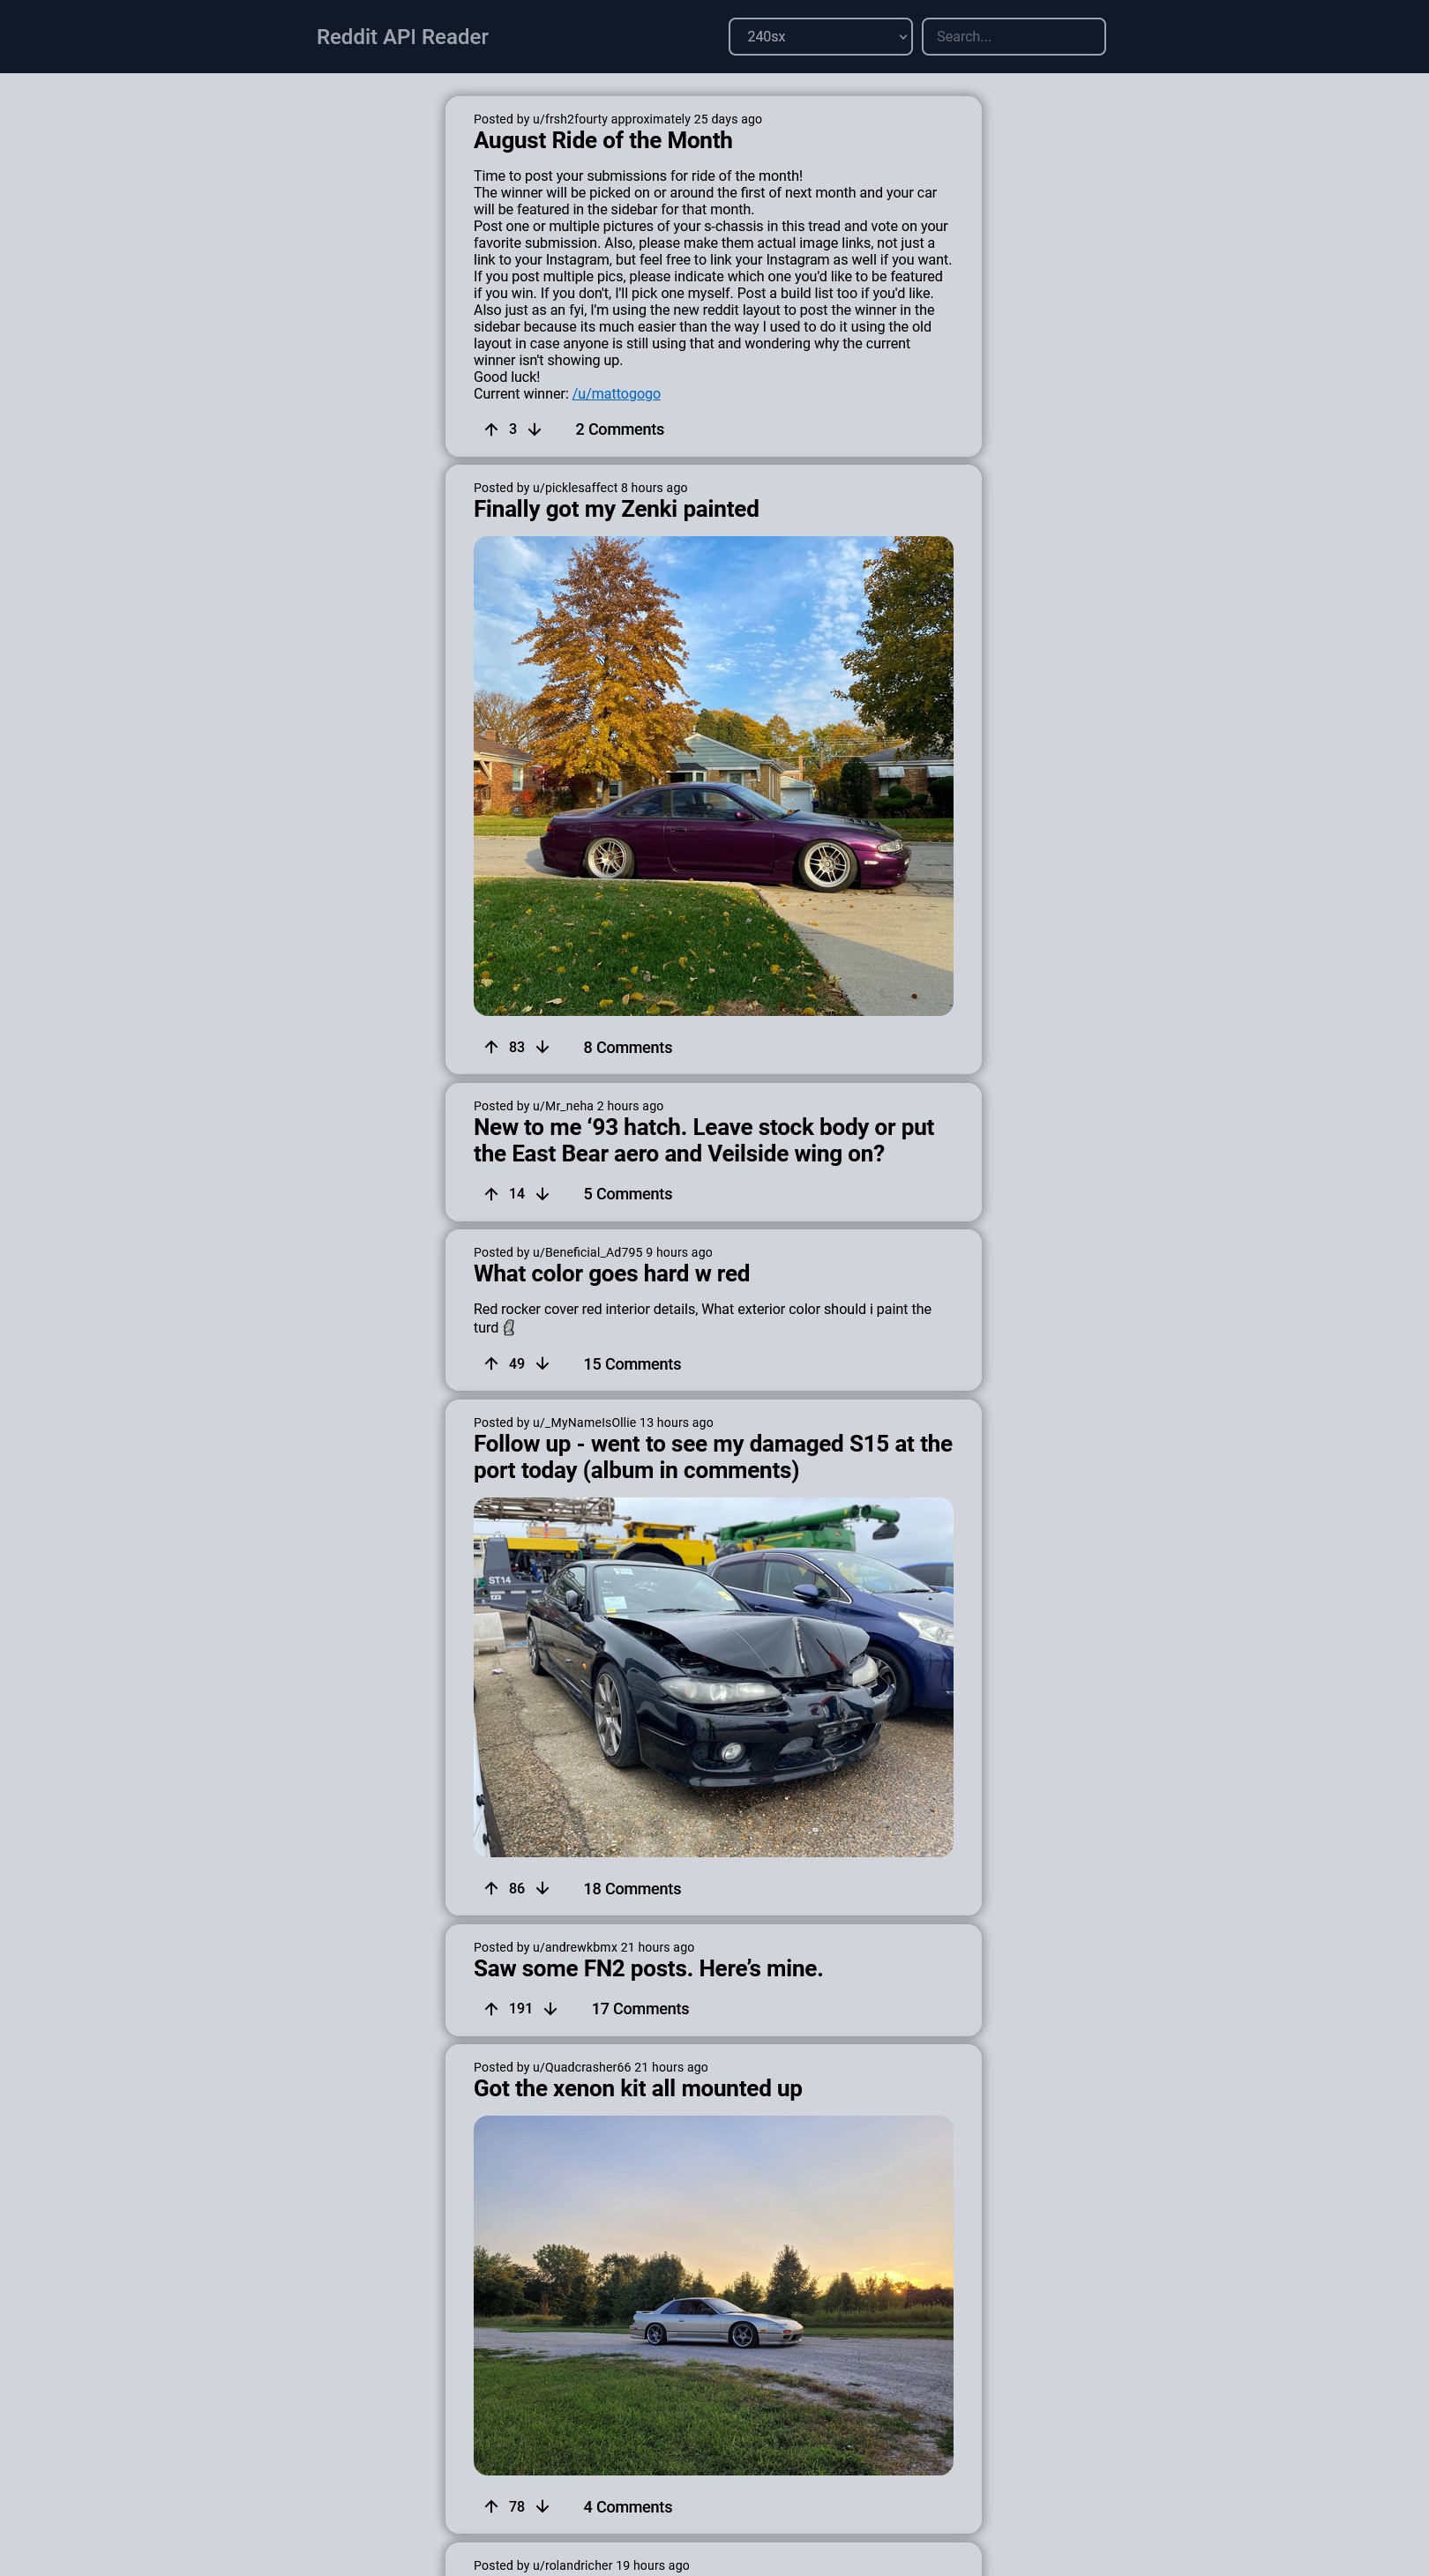 Reddit API Reader
240sx
Search...
Posted by u/frsh2fourty approximately 25 days ago
August Ride of the Month
Time to post your submissions for ride of the month!
The winner will be picked on or around the first of next month and your car
will be featured in the sidebar for that month.
Post one or multiple pictures of your s-chassis in this tread and vote on your
favorite submission. Also, please make them actual image links, not just a
link to your Instagram, but feel free to link your Instagram as well if you want.
If you post multiple pics, please indicate which one you'd like to be featured
if you win. If you don't, I'll pick one myself. Post a build list too if you'd like.
Also just as an fyi, I'm using the new reddit layout to post the winner in the
sidebar because its much easier than the way I used to do it using the old
layout in case anyone is still using that and wondering why the current
winner isn't showing up.
Good luck!
Current winner: /u/mattogogo
3
2 Comments
Posted by u/picklesaffect 8 hours ago
Finally got my Zenki painted
83
8 Comments
Posted by u/Mr_neha 2 hours ago
New to me ‘93 hatch. Leave stock body or put
the East Bear aero and Veilside wing on?
14
5 Comments
Posted by u/Beneficial_Ad795 9 hours ago
What color goes hard w red
Red rocker cover red interior details, What exterior color should i paint the
turd 🗿
49
15 Comments
Posted by u/_MyNameIsOllie 13 hours ago
Follow up - went to see my damaged S15 at the
port today (album in comments)
ST14
86
18 Comments
Posted by u/andrewkbmx 21 hours ago
Saw some FN2 posts. Here’s mine.
191
17 Comments
Posted by u/Quadcrasher66 21 hours ago
Got the xenon kit all mounted up
78
4 Comments
Posted by u/rolandricher 19 hours ago